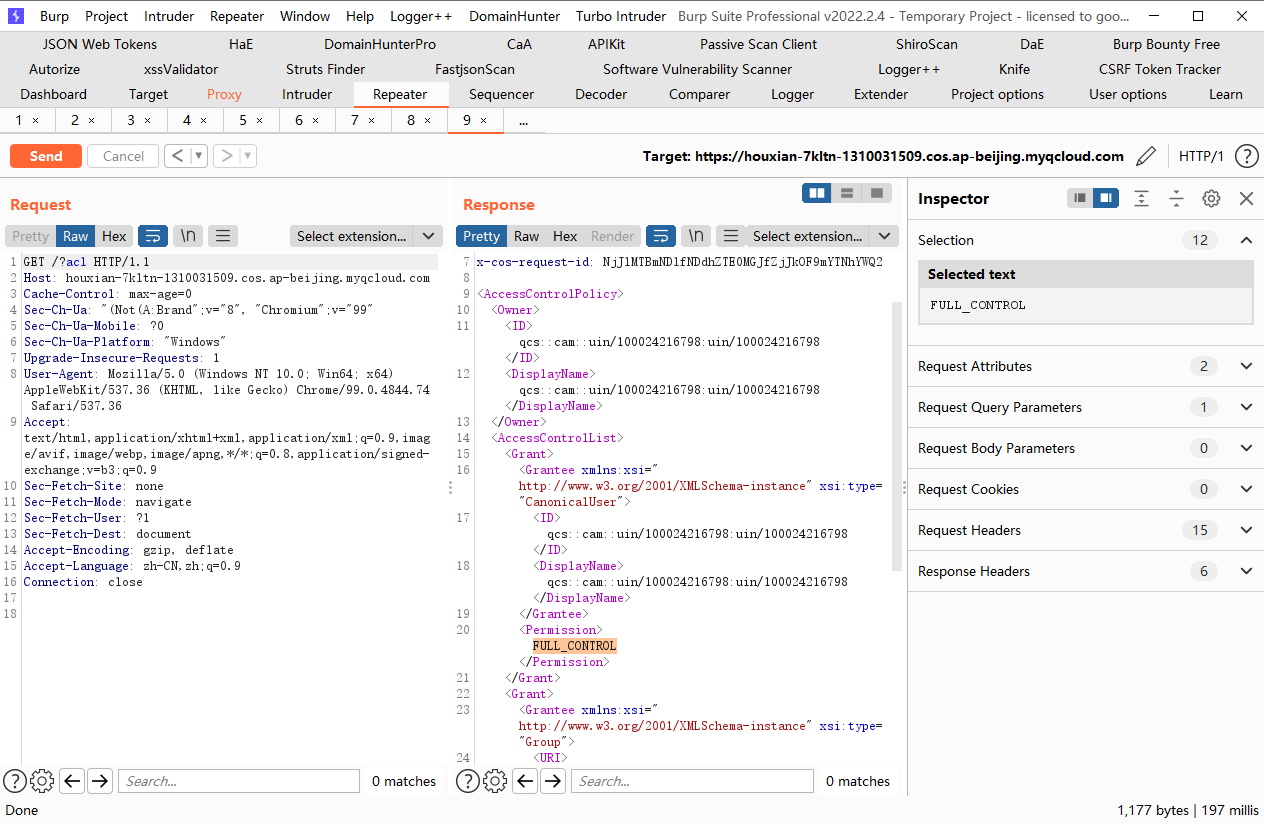 Burp Project Intruder Repeater Window Help Logger++ DomainHunter Turbo Intruder Burp Suite Professional v2022.2.4 - Temporary Project - licensed to goo...
JSON Web Tokens HaE DomainHunterPro CaA APIKit Passive Scan Client ShiroScan DaE Burp Bounty Free
Autorize xssValidator Struts Finder FastjsonScan Software Vulnerability Scanner Logger++ Knife CSRF Token Tracker
Dashboard Target Proxy Intruder Repeater Sequencer Decoder Comparer Logger Extender Project options User options Learn
1 × 2 × 3 × 4 × 5 × 6 × 7 × 8 × 9 × ...
Send Cancel < > Target: https://houxian-7kltn-1310031509.cos.ap-beijing.myqcloud.com HTTP/1 ?
Request
Pretty Raw Hex \n Select extension...
1 GET /?acl HTTP/1.1
2 Host: houxian-7kltn-1310031509.cos.ap-beijing.myqcloud.com
3 Cache-Control: max-age=0
4 Sec-Ch-Ua: "(Not(A:Brand";v="8", "Chromium";v="99"
5 Sec-Ch-Ua-Mobile: ?0
6 Sec-Ch-Ua-Platform: "Windows"
7 Upgrade-Insecure-Requests: 1
8 User-Agent: Mozilla/5.0 (Windows NT 10.0; Win64; x64)
AppleWebKit/537.36 (KHTML, like Gecko) Chrome/99.0.4844.74
Safari/537.36
9 Accept:
text/html,application/xhtml+xml,application/xml;q=0.9,imag
e/avif,image/webp,image/apng,*/*;q=0.8,application/signed-
exchange;v=b3;q=0.9
10 Sec-Fetch-Site: none
11 Sec-Fetch-Mode: navigate
12 Sec-Fetch-User: ?1
13 Sec-Fetch-Dest: document
14 Accept-Encoding: gzip, deflate
15 Accept-Language: zh-CN,zh;q=0.9
16 Connection: close
17
18
? Search... 0 matches
Response
Pretty Raw Hex Render \n Select extension...
7 x-cos-request-id:
8
9 <AccessControlPolicy>
10 <Owner>
11 <ID>
qcs::cam::uin/100024216798:uin/100024216798
</ID>
12 <DisplayName>
qcs::cam::uin/100024216798:uin/100024216798
</DisplayName>
13 </Owner>
14 <AccessControlList>
15 <Grant>
16 <Grantee xmlns:xsi="
http://www.w3.org/2001/XMLSchema-instance" xsi:type=
"CanonicalUser">
17 <ID>
qcs::cam::uin/100024216798:uin/100024216798
</ID>
18 <DisplayName>
qcs::cam::uin/100024216798:uin/100024216798
</DisplayName>
19 </Grantee>
20 <Permission>
FULL_CONTROL
</Permission>
21 </Grant>
22 <Grant>
23 <Grantee xmlns:xsi="
http://www.w3.org/2001/XMLSchema-instance" xsi:type=
"Group">
24 <URI>
? Search... 0 matches
Inspector
Selection 12
Selected text
FULL_CONTROL
Request Attributes 2
Request Query Parameters 1
Request Body Parameters 0
Request Cookies 0
Request Headers 15
Response Headers 6
Done 1,177 bytes | 197 millis